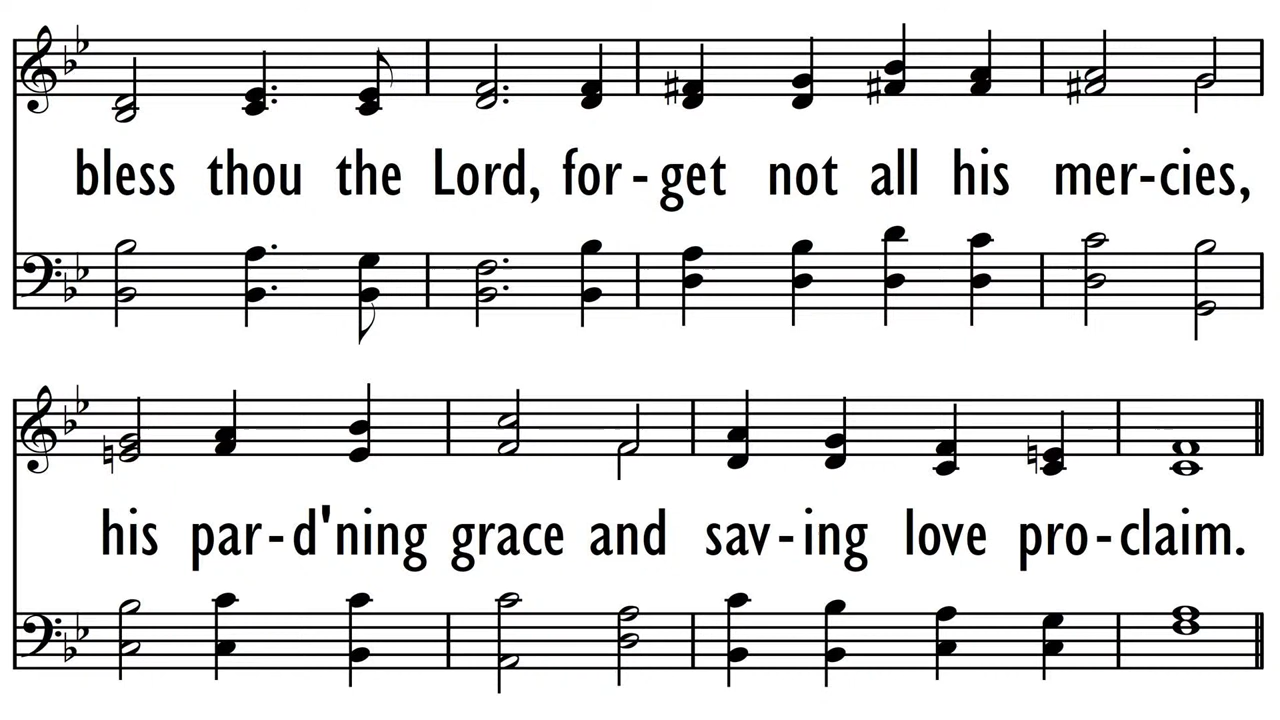 bless thou the Lord, for-get not all his mer-cies,
his par-d'ning grace and sav-ing love pro-claim.